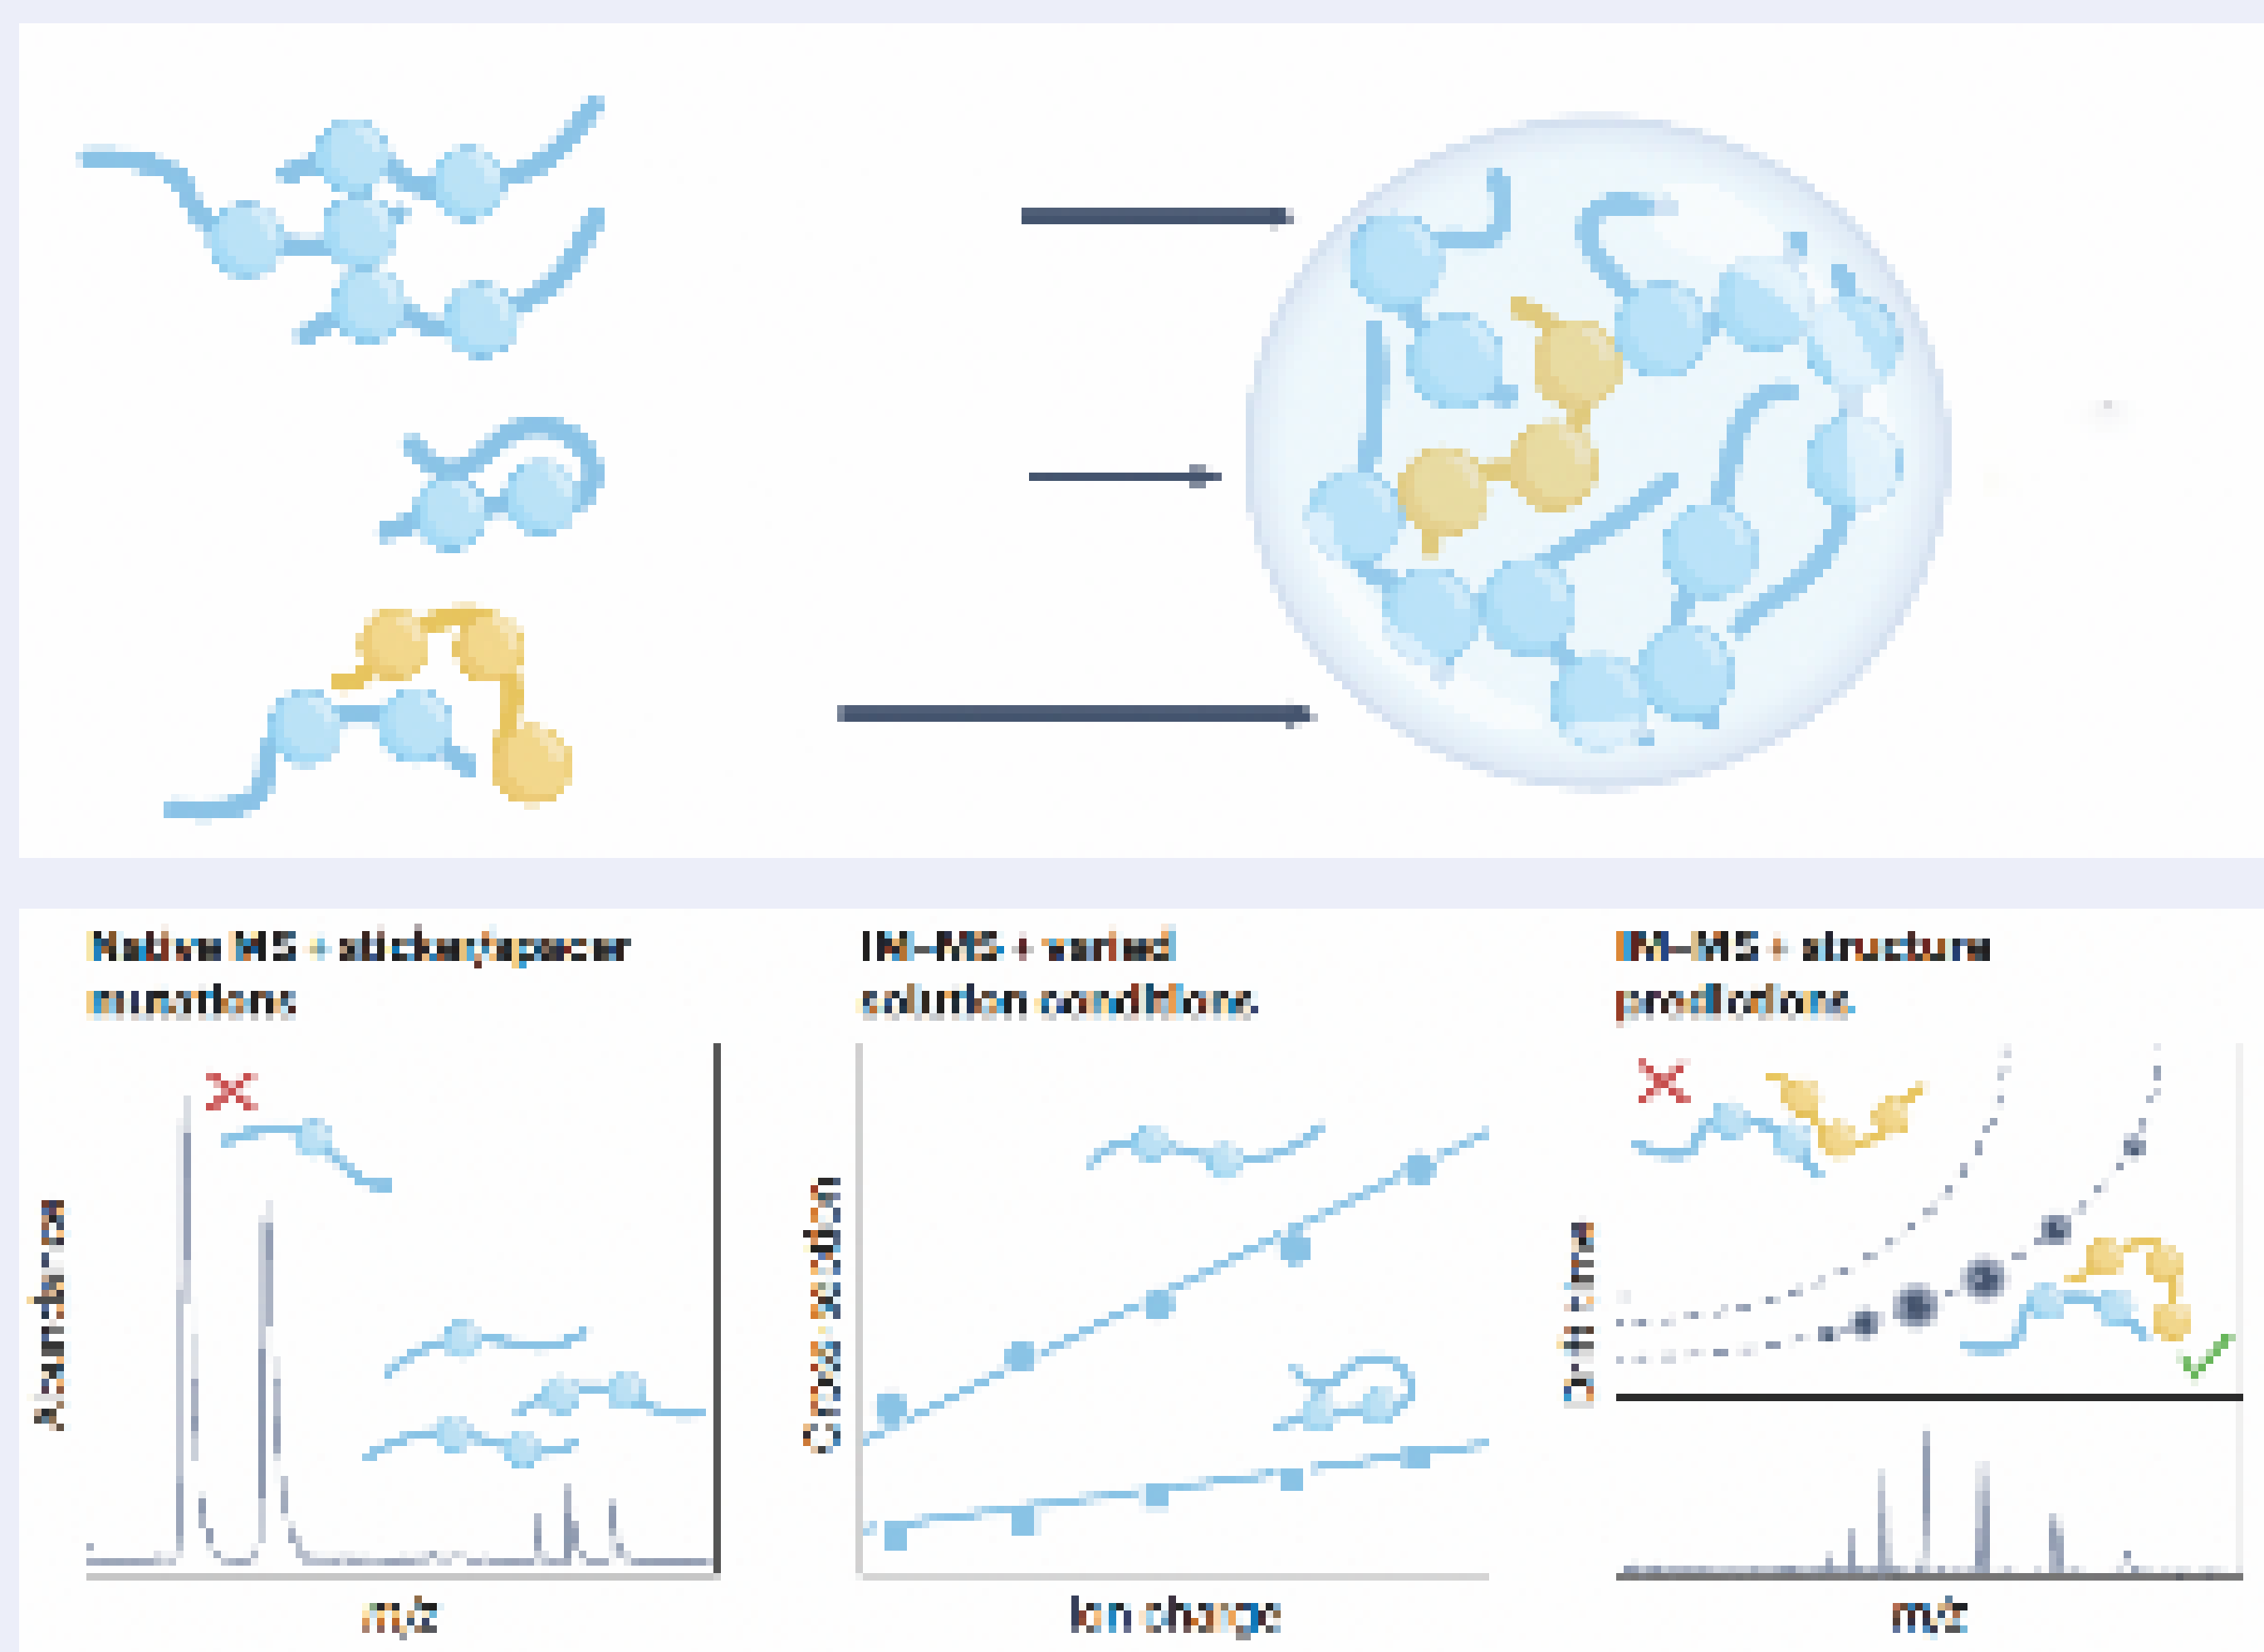 Native MS + sticker/spacer
mutations
Abundance
m/z
IM-MS + varied
solution conditions
Cross-section
Ion charge
IM-MS + structure
predictions
Drift time
m/z